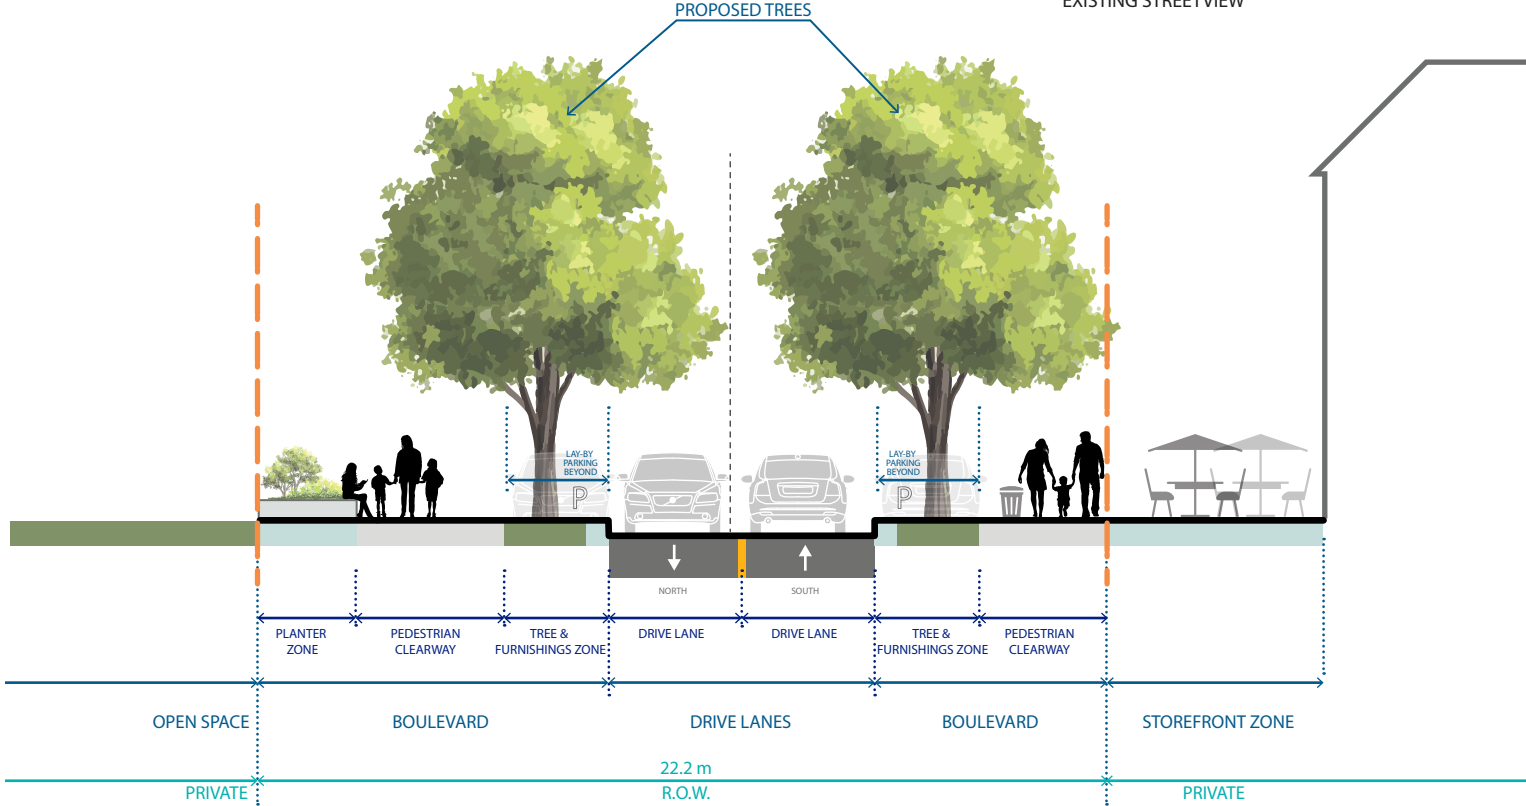 PROPOSED TREES
EXISTING STREETVIEW
LAY-BY
PARKING
BEYOND
P
LAY-BY
PARKING
BEYOND
P
NORTH
SOUTH
PLANTER
ZONE
PEDESTRIAN
CLEARWAY
TREE &
FURNISHINGS ZONE
DRIVE LANE
DRIVE LANE
TREE &
FURNISHINGS ZONE
PEDESTRIAN
CLEARWAY
OPEN SPACE
BOULEVARD
DRIVE LANES
BOULEVARD
STOREFRONT ZONE
22.2 m
PRIVATE
R.O.W.
PRIVATE